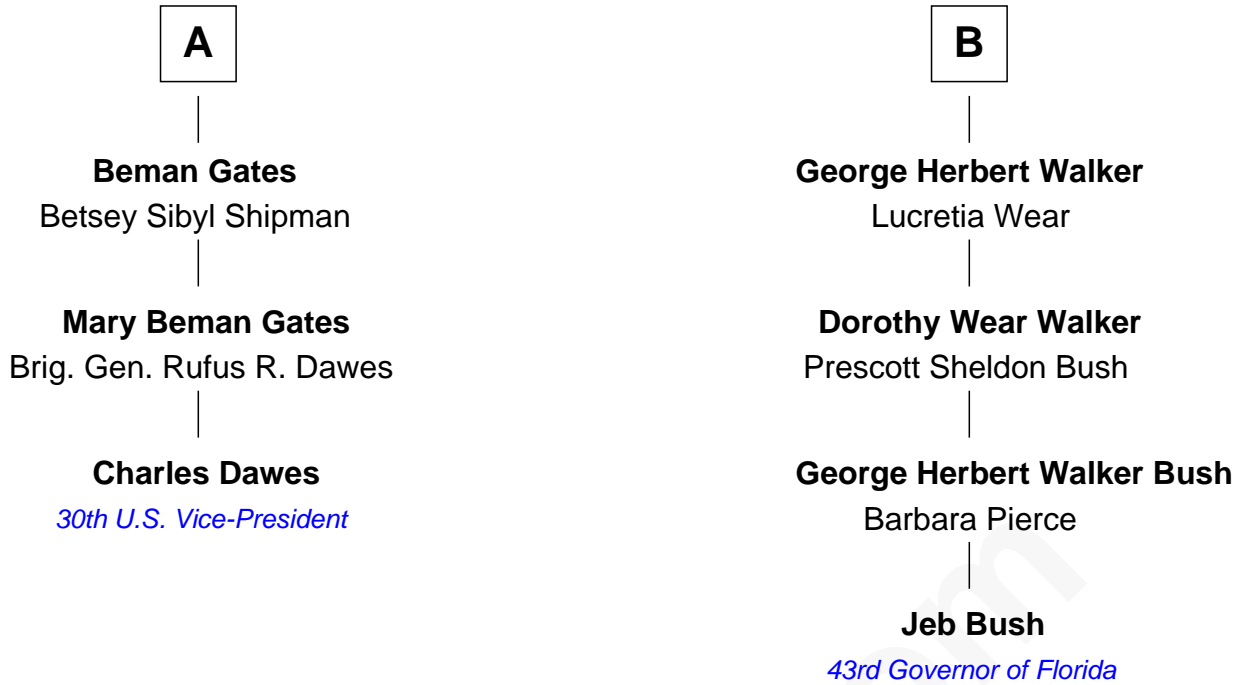 A
Beman Gates
Betsey Sibyl Shipman
Mary Beman Gates
Brig. Gen. Rufus R. Dawes
Charles Dawes
30th U.S. Vice-President
B
George Herbert Walker
Lucretia Wear
Dorothy Wear Walker
Prescott Sheldon Bush
George Herbert Walker Bush
Barbara Pierce
Jeb Bush
43rd Governor of Florida